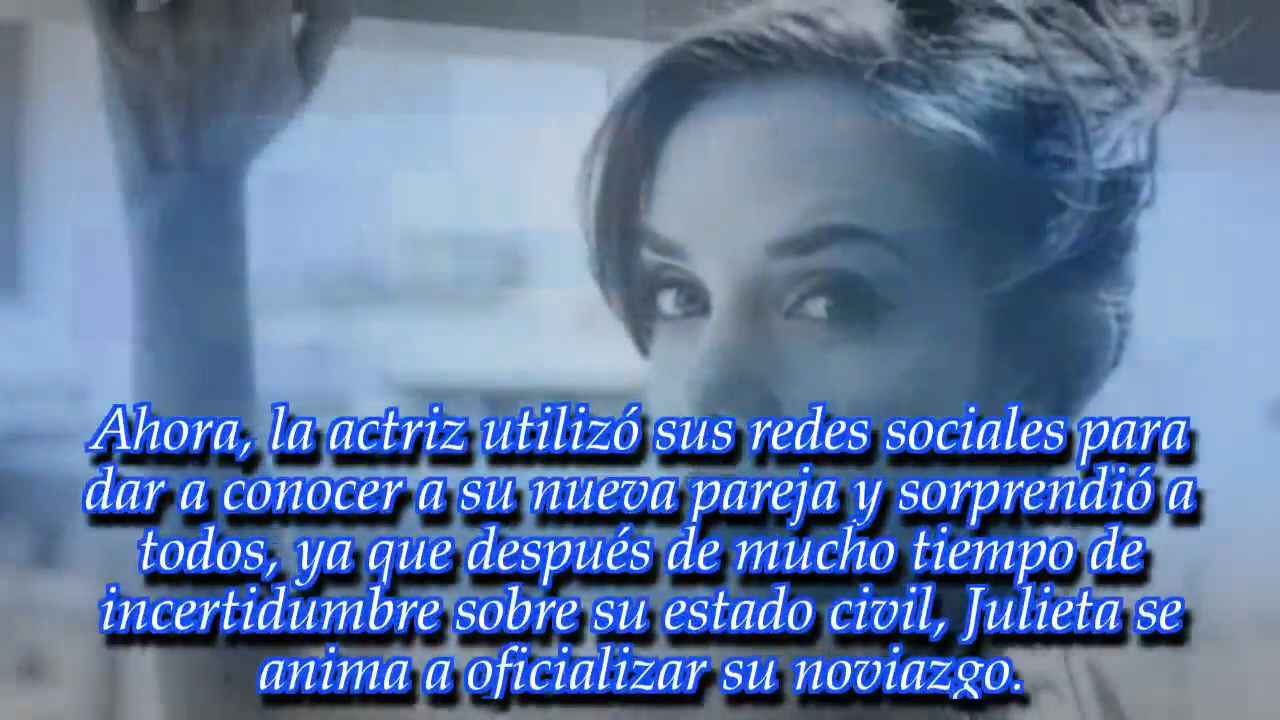 Ahora, la actriz utilizó sus redes sociales para
dar a conocer a su nueva pareja y sorprendió a
todos, ya que después de mucho tiempo de
incertidumbre sobre su estado civil, Julieta se
anima a oficializar su noviazgo.